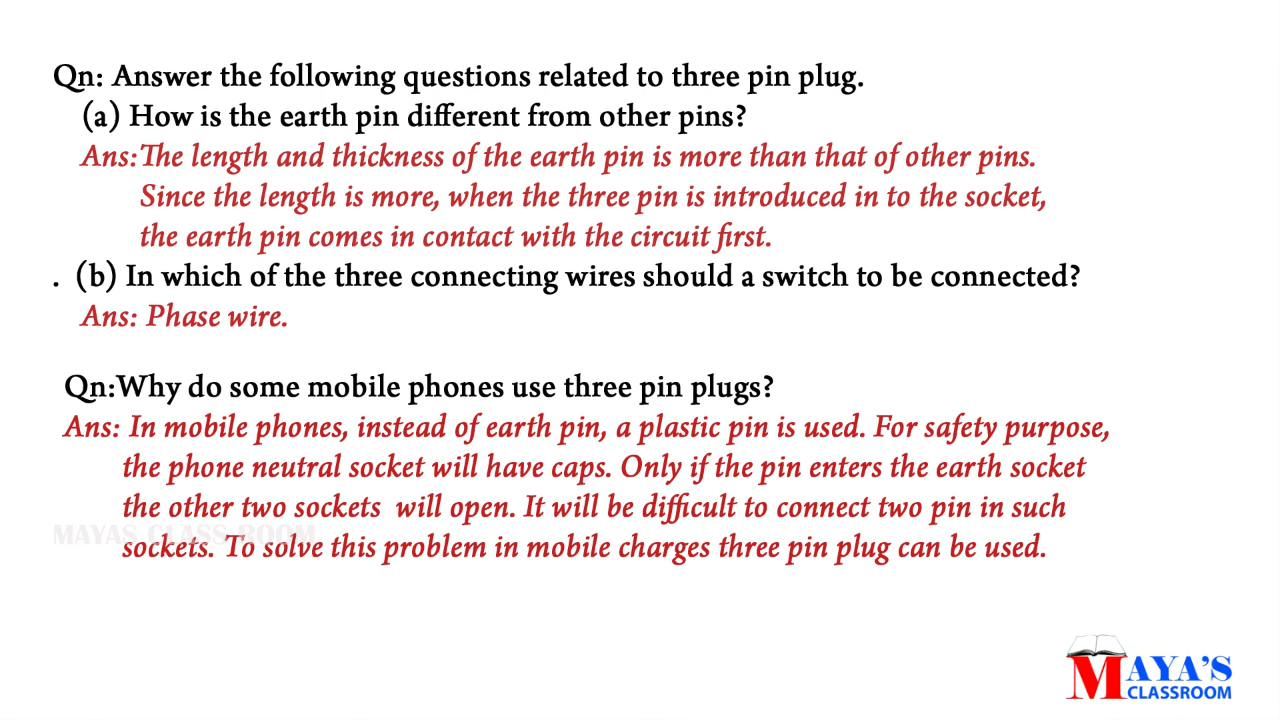 Qn: Answer the following questions related to three pin plug.
(a) How is the earth pin different from other pins?
Ans:The length and thickness of the earth pin is more than that of other pins.
Since the length is more, when the three pin is introduced in to the socket,
the earth pin comes in contact with the circuit first.
. (b) In which of the three connecting wires should a switch to be connected?
Ans: Phase wire.
Qn:Why do some mobile phones use three pin plugs?
Ans: In mobile phones, instead of earth pin, a plastic pin is used. For safety purpose,
the phone neutral socket will have caps. Only if the pin enters the earth socket
the other two sockets will open. It will be difficult to connect two pin in such
MAYAS CLASS ROOM
sockets. To solve this problem in mobile charges three pin plug can be used.
MAYA'S
CLASSROOM